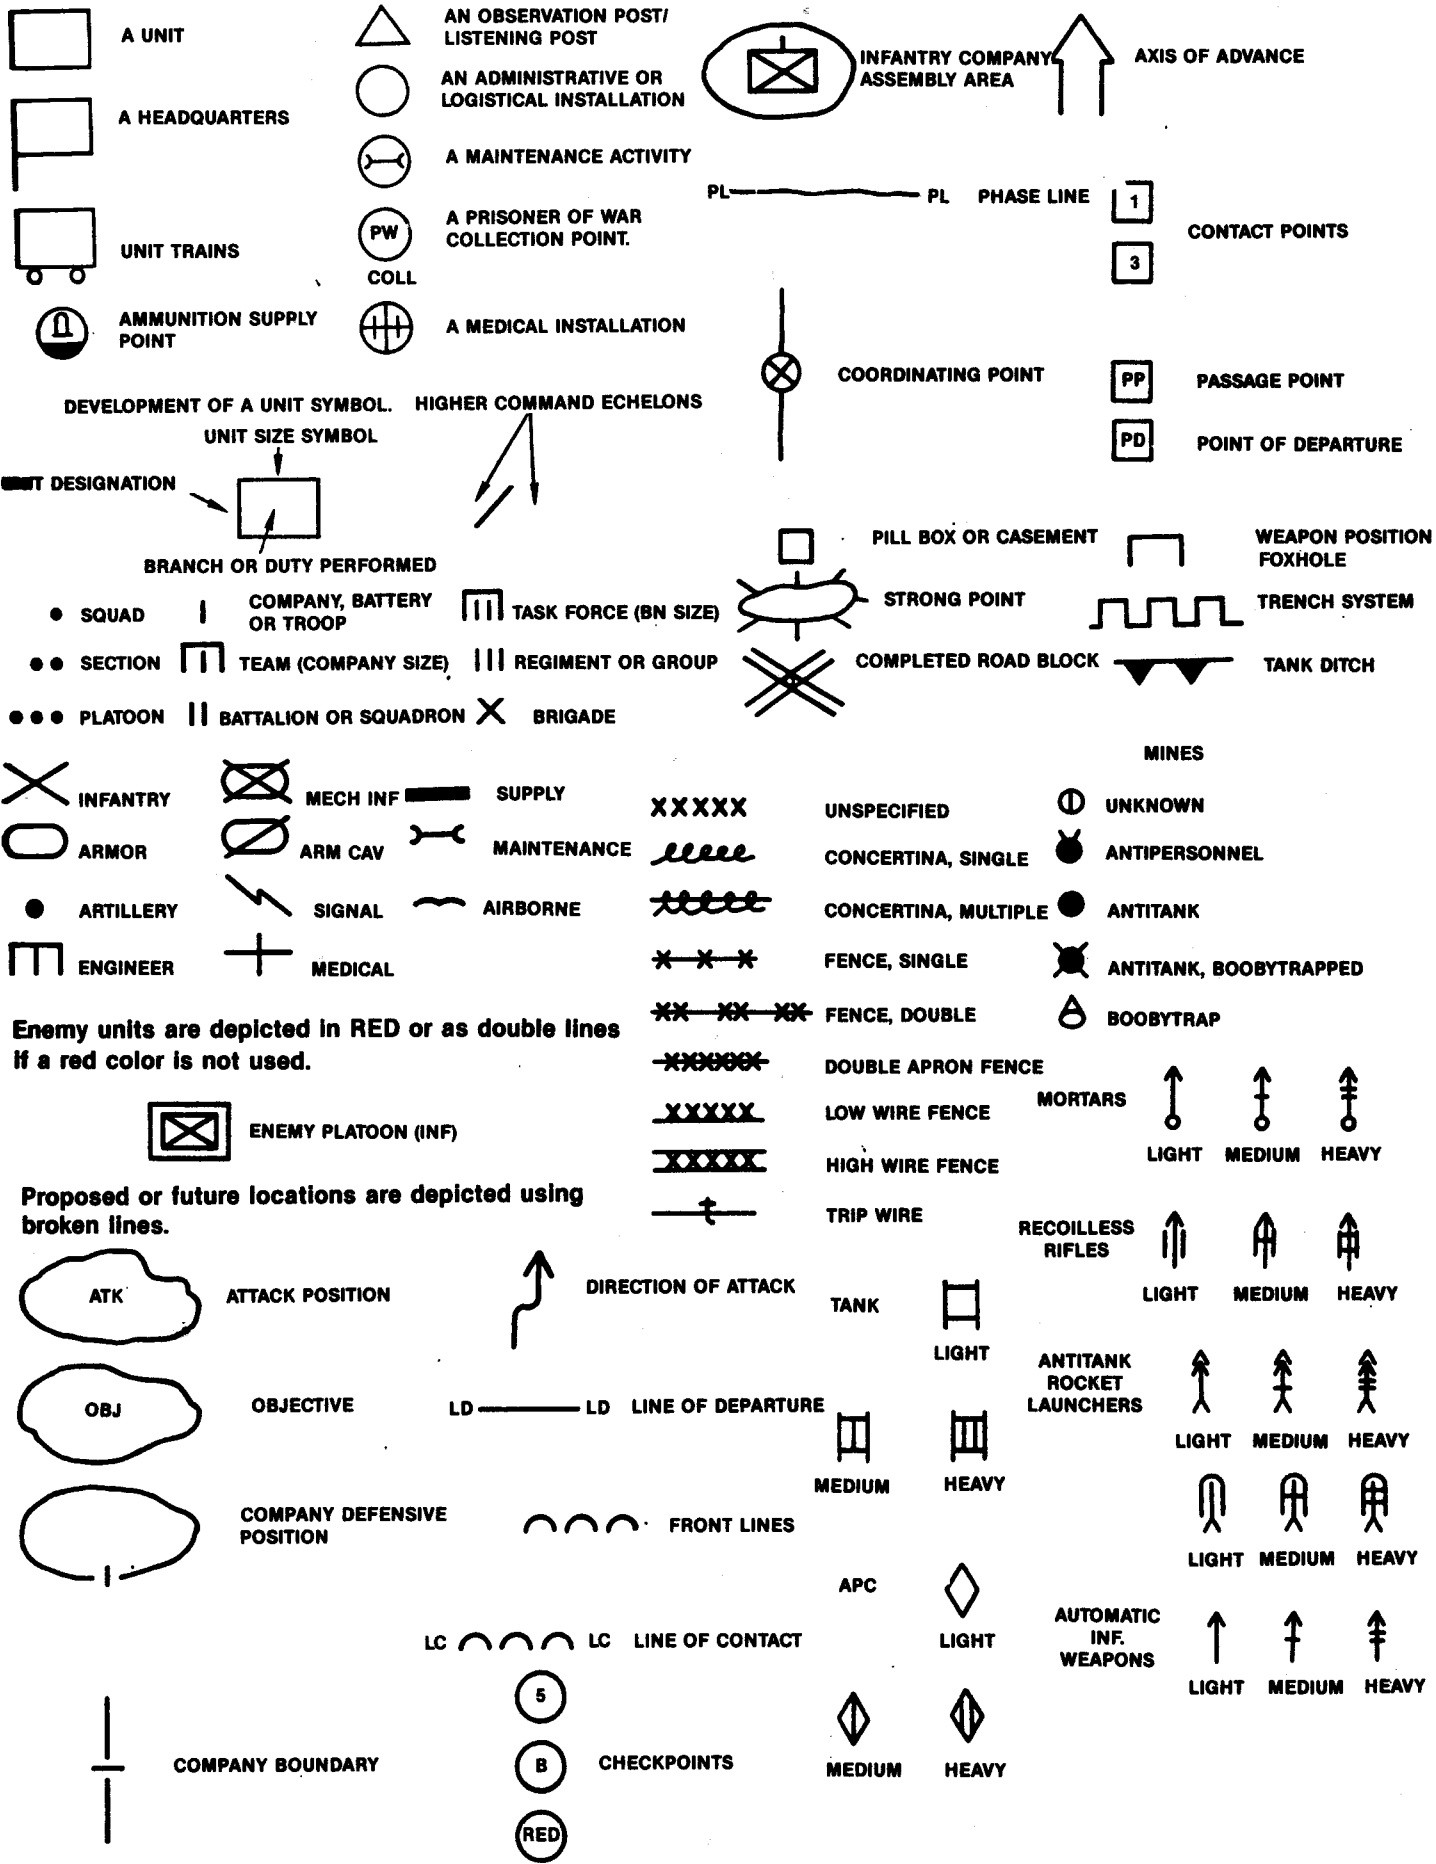 A UNIT
A HEADQUARTERS
UNIT TRAINS
AMMUNITION SUPPLY
POINT
AN OBSERVATION POST/
LISTENING POST
AN ADMINISTRATIVE OR
LOGISTICAL INSTALLATION
A MAINTENANCE ACTIVITY
PW
A PRISONER OF WAR
COLLECTION POINT.
COLL
A MEDICAL INSTALLATION
INFANTRY COMPANY
ASSEMBLY AREA
AXIS OF ADVANCE
PL PL PHASE LINE
1
3
CONTACT POINTS
COORDINATING POINT
PP PASSAGE POINT
PD POINT OF DEPARTURE
DEVELOPMENT OF A UNIT SYMBOL. HIGHER COMMAND ECHELONS
UNIT SIZE SYMBOL
DESIGNATION
BRANCH OR DUTY PERFORMED
SQUAD
COMPANY, BATTERY
OR TROOP
TASK FORCE (BN SIZE)
SECTION TEAM (COMPANY SIZE) REGIMENT OR GROUP
PLATOON BATTALION OR SQUADRON BRIGADE
PILL BOX OR CASEMENT
WEAPON POSITION
FOXHOLE
STRONG POINT
TRENCH SYSTEM
COMPLETED ROAD BLOCK
TANK DITCH
INFANTRY MECH INF SUPPLY
ARMOR ARM CAV MAINTENANCE
ARTILLERY SIGNAL AIRBORNE
ENGINEER MEDICAL
Enemy units are depicted in RED or as double lines
if a red color is not used.
ENEMY PLATOON (INF)
Proposed or future locations are depicted using
broken lines.
XXXXX UNSPECIFIED
CONCERTINA, SINGLE
CONCERTINA, MULTIPLE
FENCE, SINGLE
FENCE, DOUBLE
DOUBLE APRON FENCE
LOW WIRE FENCE
HIGH WIRE FENCE
TRIP WIRE
MINES
UNKNOWN
ANTIPERSONNEL
ANTITANK
ANTITANK, BOOBYTRAPPED
BOOBYTRAP
MORTARS
LIGHT MEDIUM HEAVY
RECOILLESS
RIFLES
LIGHT MEDIUM HEAVY
ANTITANK
ROCKET
LAUNCHERS
LIGHT MEDIUM HEAVY
LIGHT MEDIUM HEAVY
AUTOMATIC
INF.
WEAPONS
LIGHT MEDIUM HEAVY
ATK ATTACK POSITION
DIRECTION OF ATTACK
OBJ OBJECTIVE
LD LD LINE OF DEPARTURE
COMPANY DEFENSIVE
POSITION
FRONT LINES
LC LC LINE OF CONTACT
COMPANY BOUNDARY
5
B
RED
CHECKPOINTS
TANK
LIGHT
MEDIUM HEAVY
APC
LIGHT
MEDIUM HEAVY